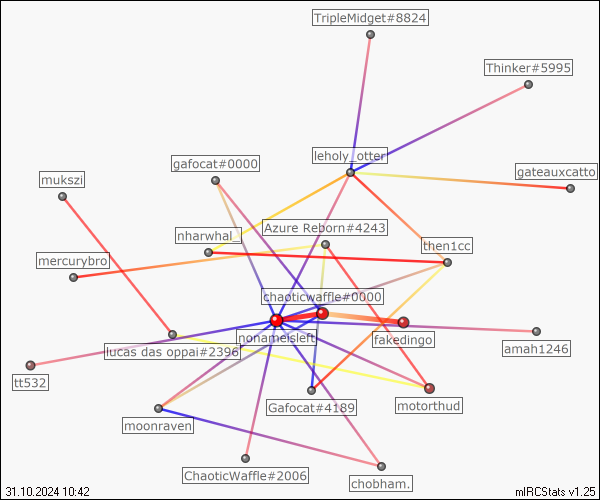 TripleMidget#8824
Thinker#5995
leholy_otter
gafocat#0000
gateauxcatto
mukszi
Azure Reborn#4243
nharwhal_
then1cc
mercurybro
chaoticwaffle#0000
nonameisleft
fakedingo
amah1246
lucas das oppai#2396
tt532
Gafocat#4189
motorthud
moonraven
ChaoticWaffle#2006
chobham.
31.10.2024 10:42
mIRCStats v1.25